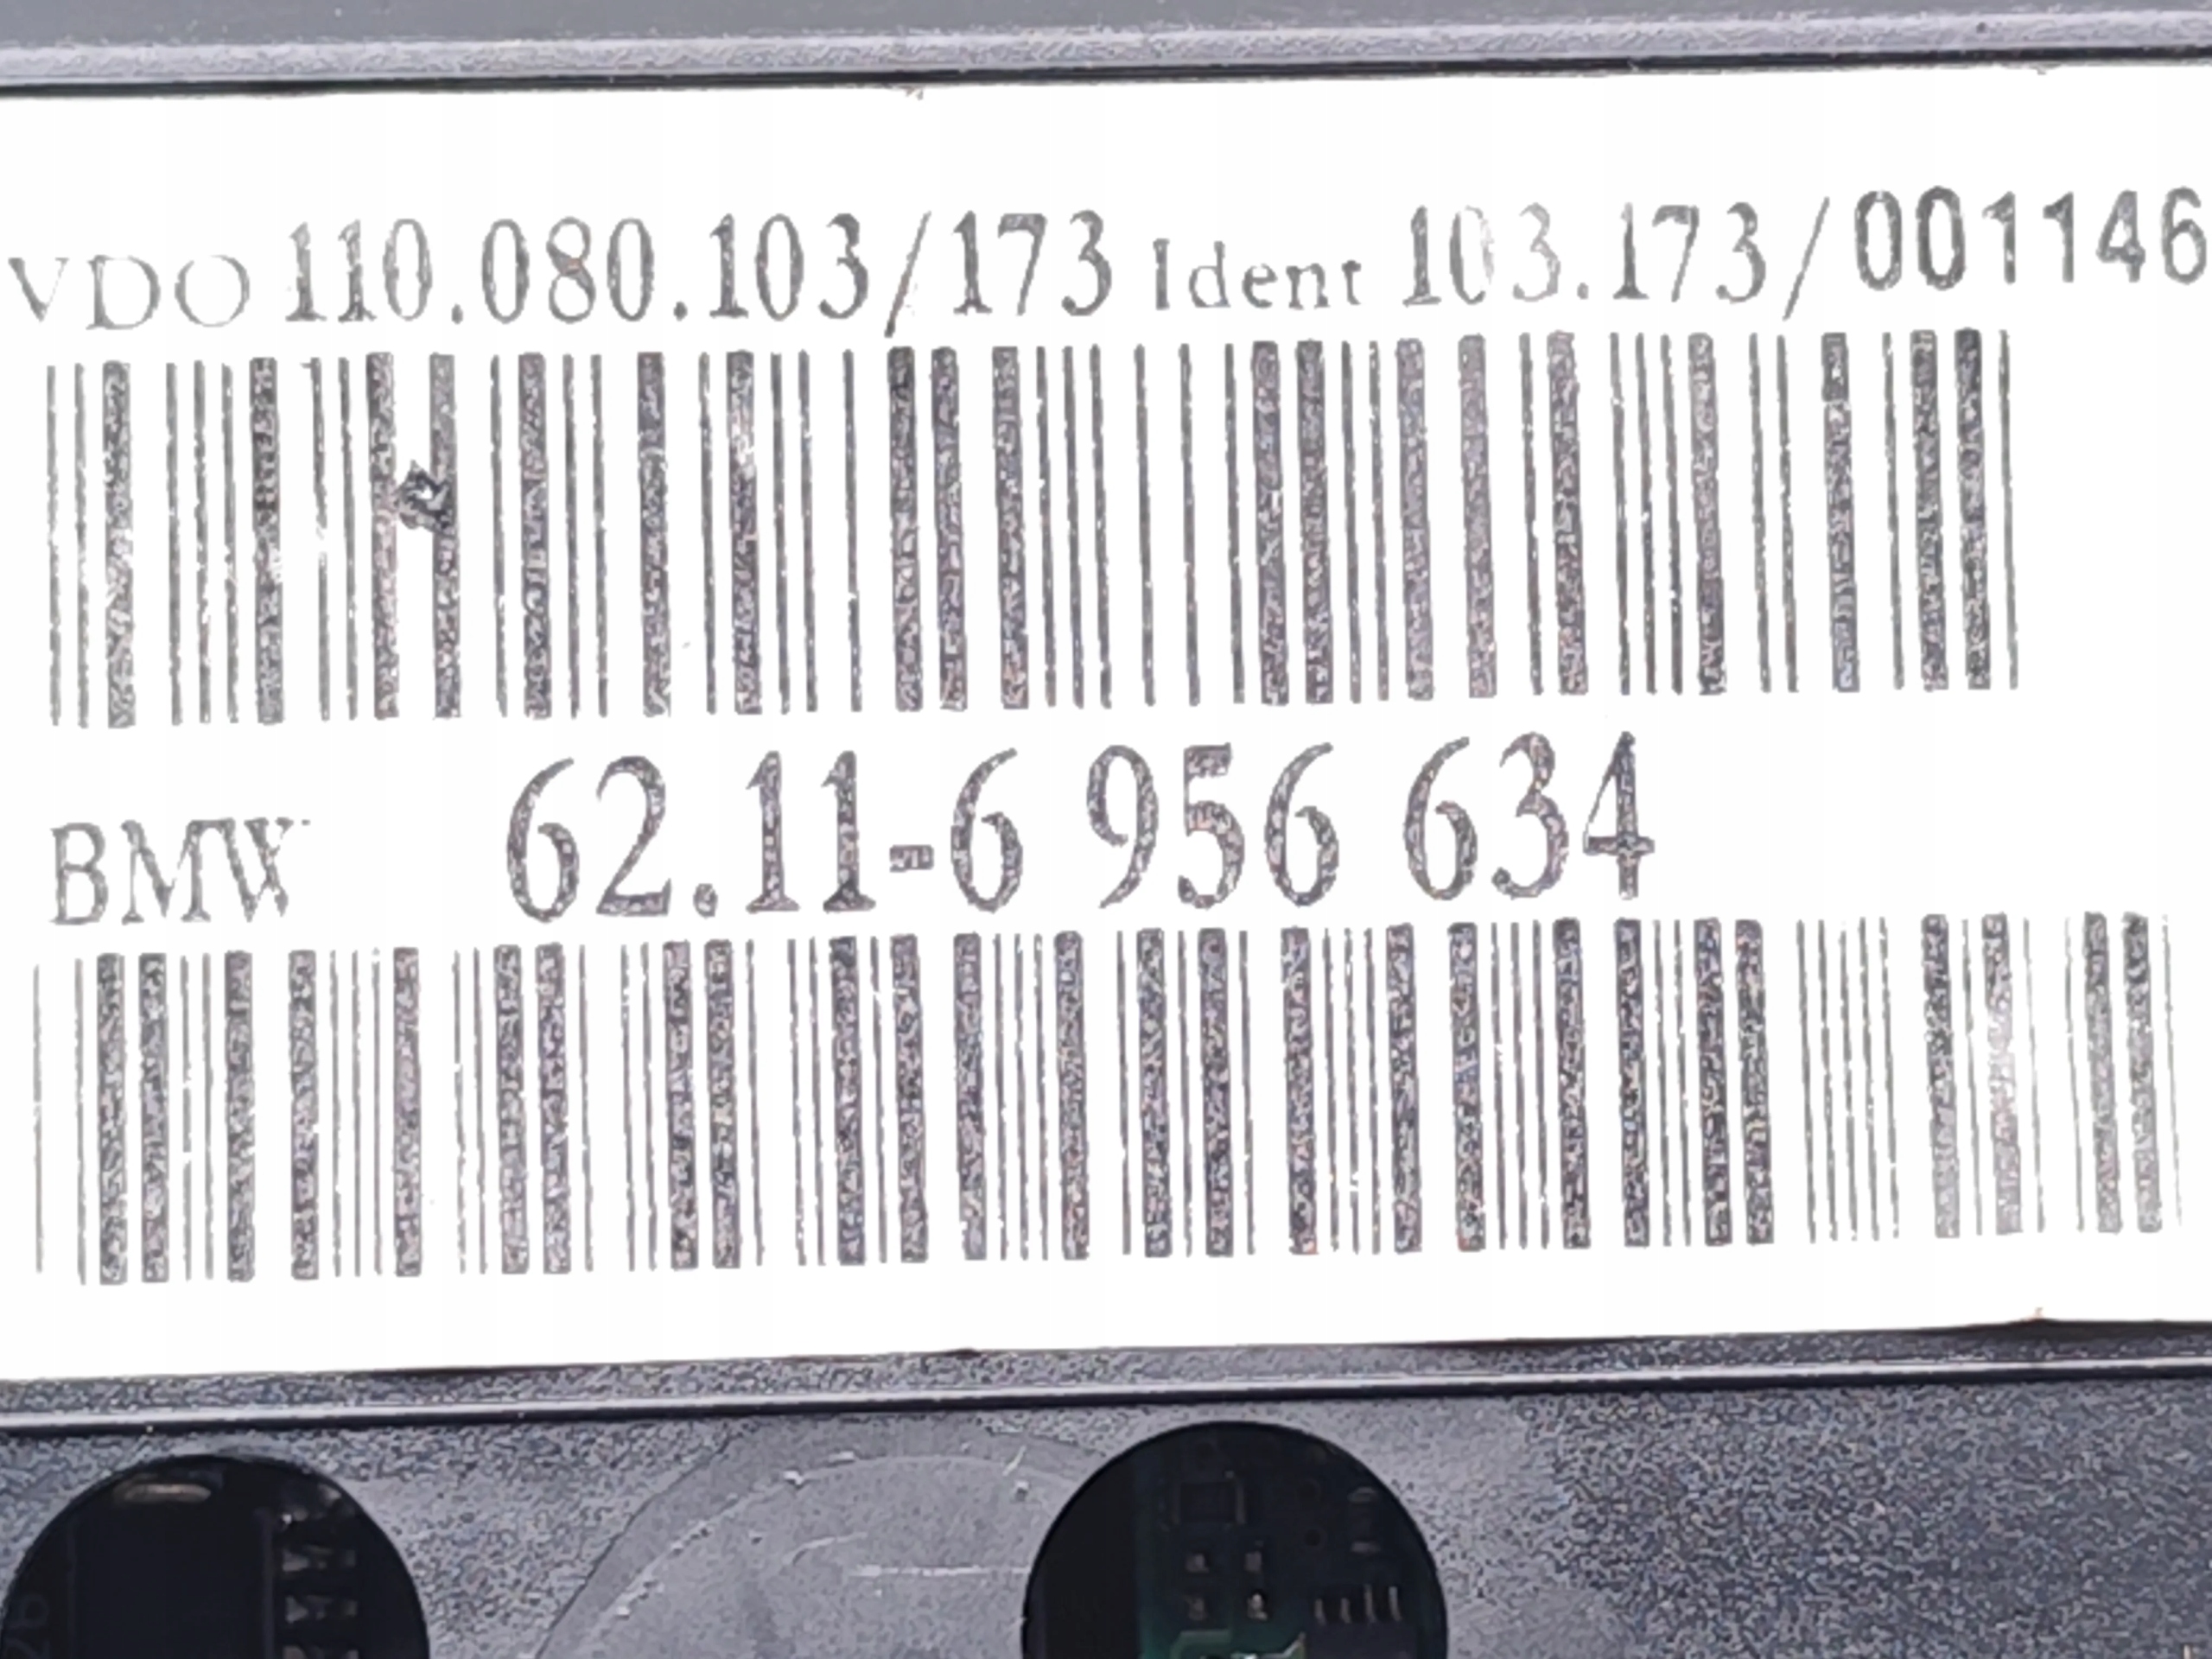 VDO 110.080.103/173 Ident 103.173/001146
BMW 62.11-6 956 634